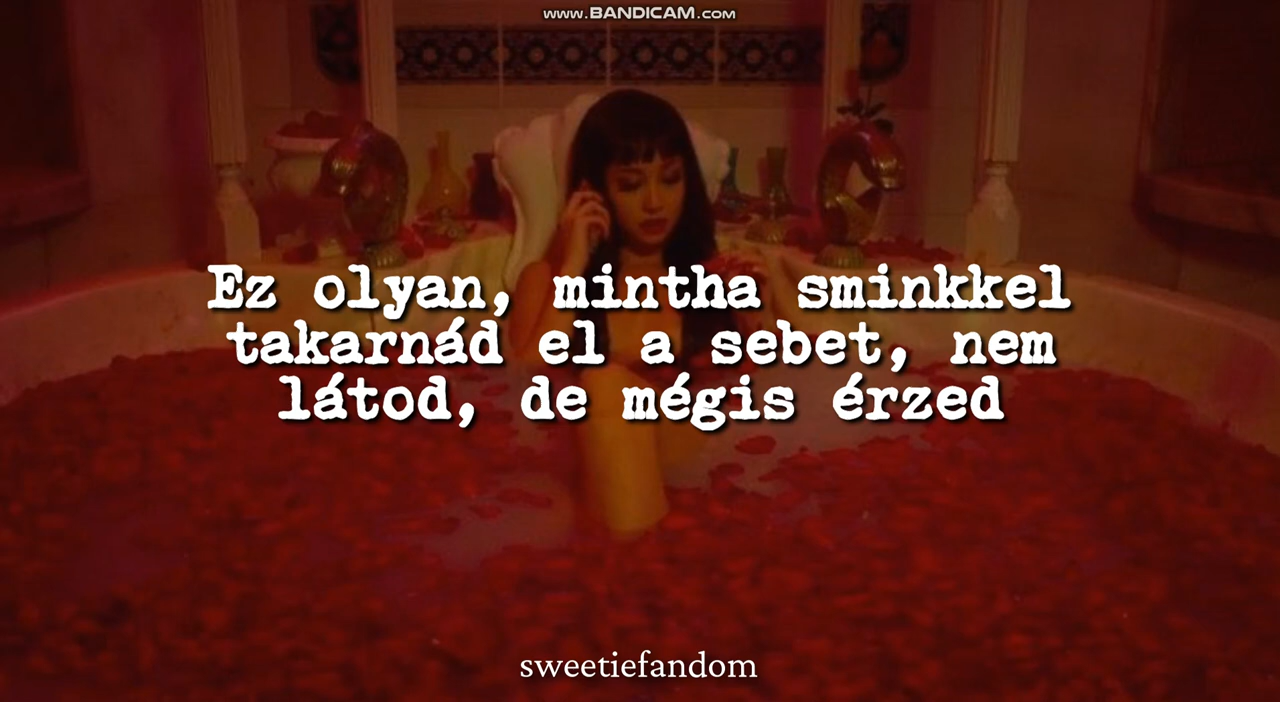 www.BANDICAM.com
Ez olyan, mintha sminkkel
takarnád el a sebet, nem
látod, de mégis érzed
sweetiefandom